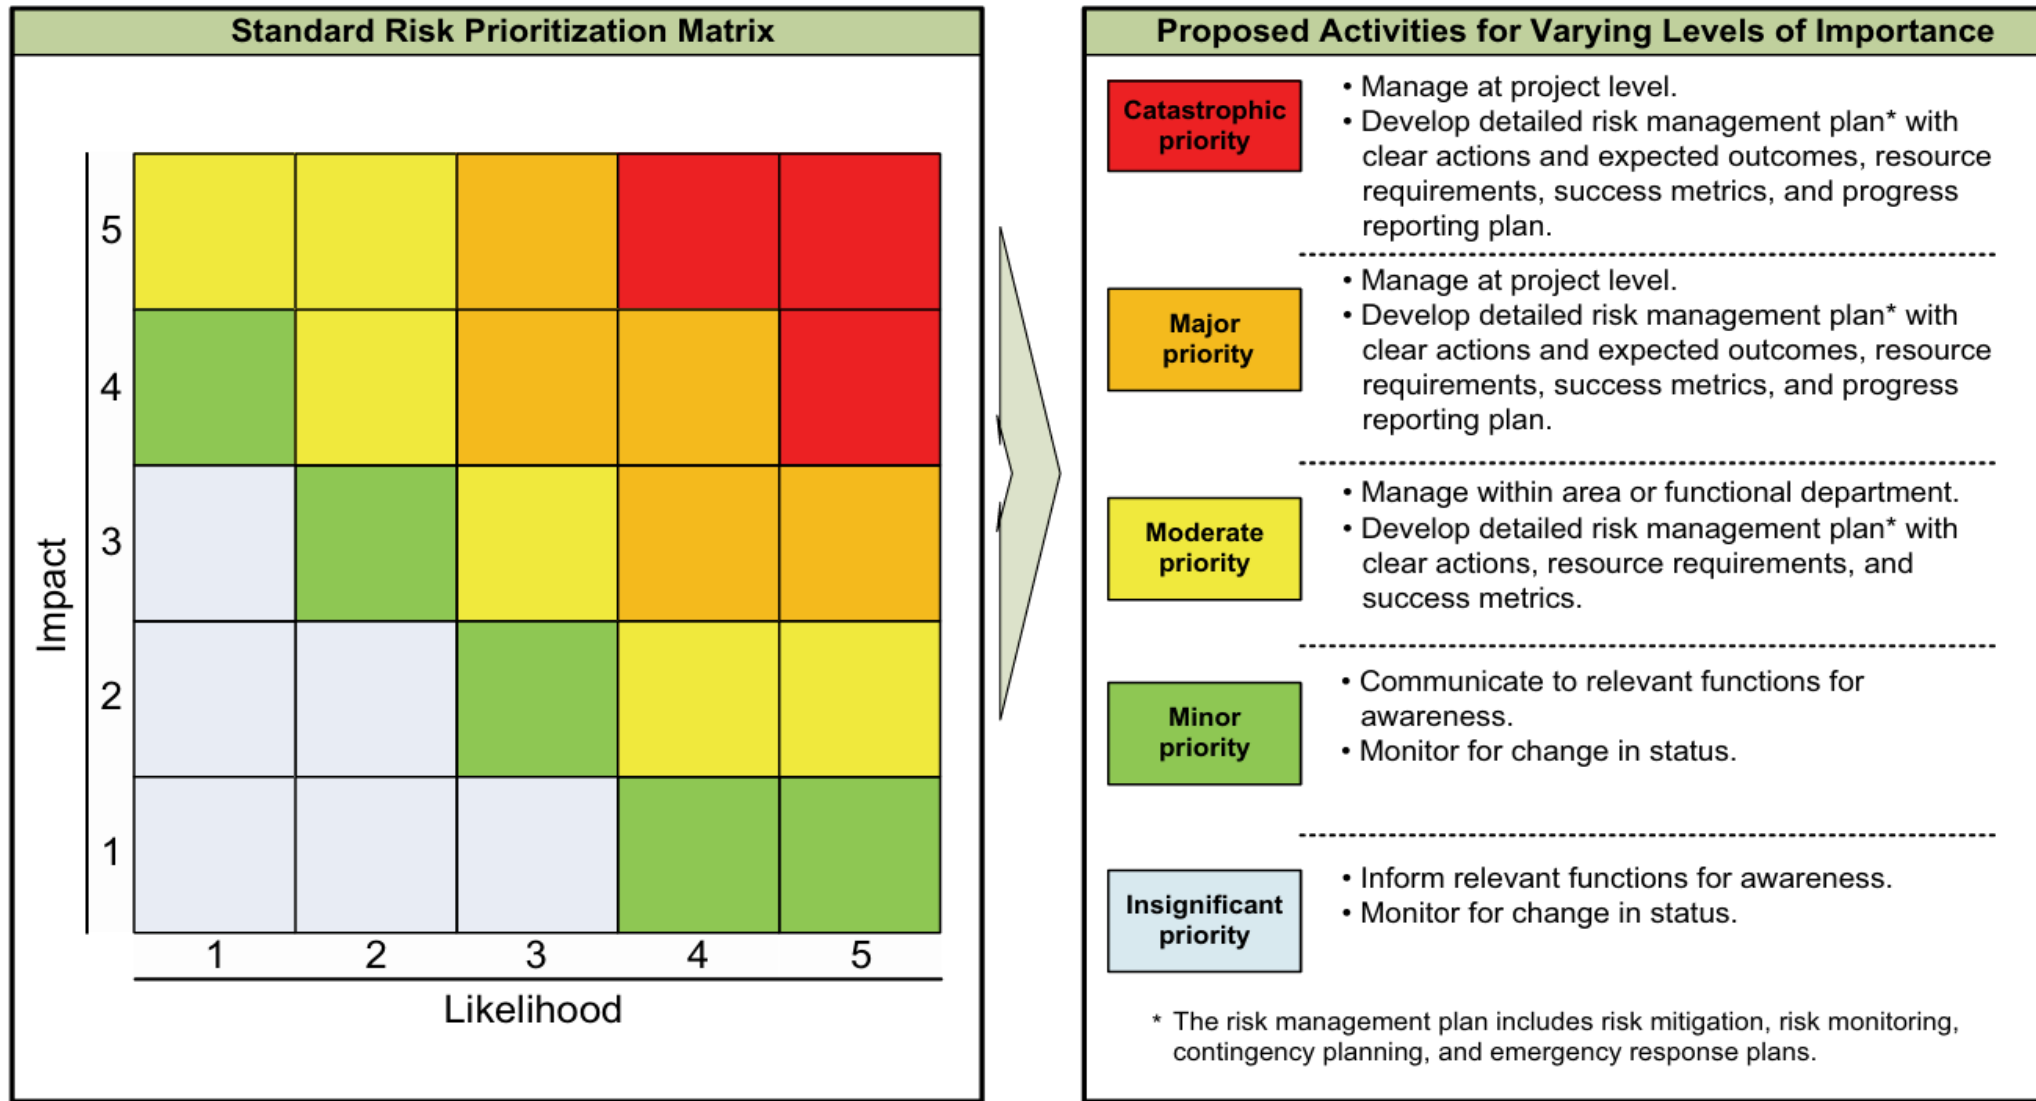 Standard Risk Prioritization Matrix
Impact
5
4
3
2
1
1 2 3 4 5
Likelihood
Proposed Activities for Varying Levels of Importance
Catastrophic
priority
• Manage at project level.
• Develop detailed risk management plan* with
clear actions and expected outcomes, resource
requirements, success metrics, and progress
reporting plan.
Major
priority
• Manage at project level.
• Develop detailed risk management plan* with
clear actions and expected outcomes, resource
requirements, success metrics, and progress
reporting plan.
Moderate
priority
• Manage within area or functional department.
• Develop detailed risk management plan* with
clear actions, resource requirements, and
success metrics.
Minor
priority
• Communicate to relevant functions for
awareness.
• Monitor for change in status.
Insignificant
priority
• Inform relevant functions for awareness.
• Monitor for change in status.
* The risk management plan includes risk mitigation, risk monitoring,
contingency planning, and emergency response plans.